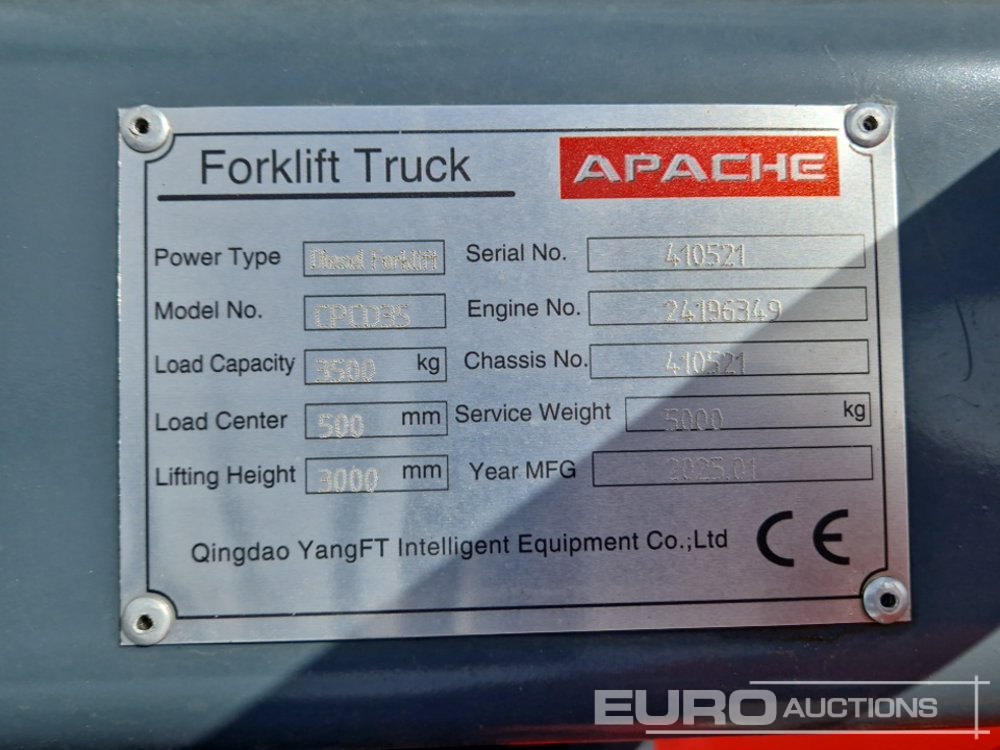 Forklift Truck APACHE
Power Type Diesel Forklift Serial No. 410521
Model No. CPCD35 Engine No. 24196349
Load Capacity 3500 kg Chassis No. 410521
Load Center 500 mm Service Weight 5000 kg
Lifting Height 3000 mm Year MFG 2025.01
Qingdao YangFT Intelligent Equipment Co.;Ltd CE
EURO AUCTIONS